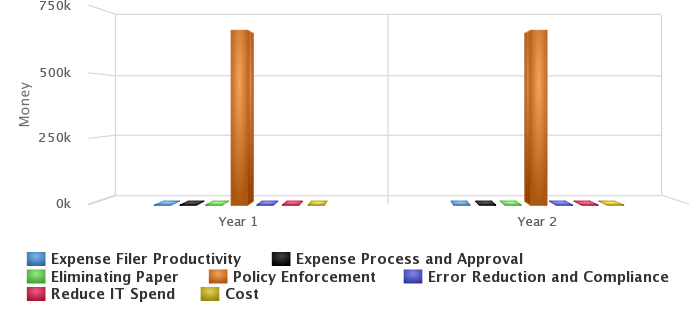 750k
500k
250k
0k
Money
Year 1 Year 2
Expense Filer Productivity Expense Process and Approval
Eliminating Paper Policy Enforcement Error Reduction and Compliance
Reduce IT Spend Cost